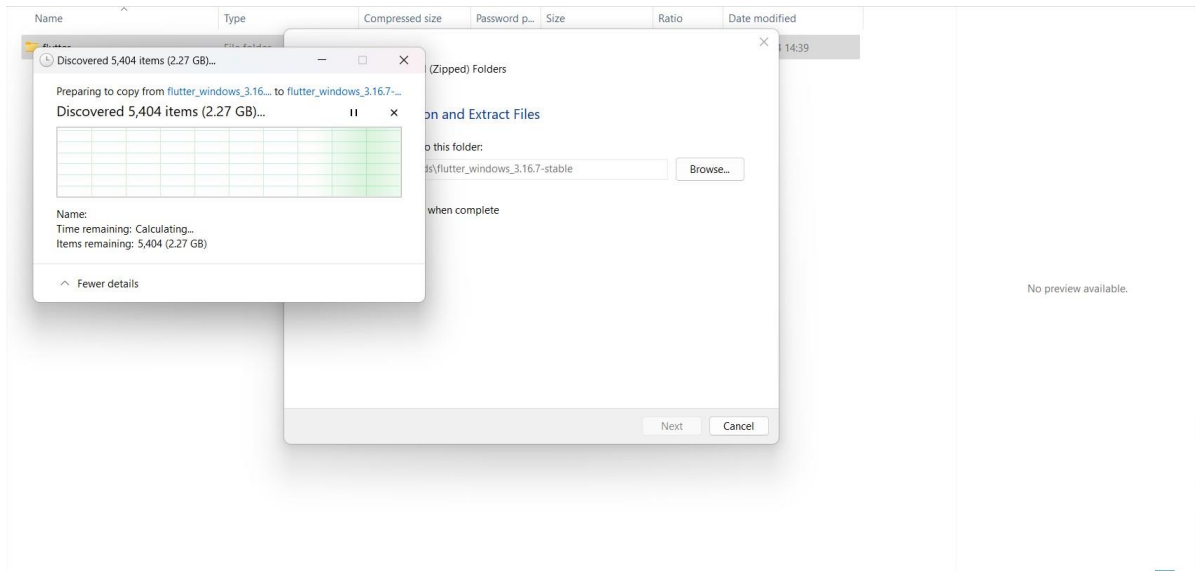 Name Type Compressed size Password p... Size Ratio Date modified
14:39
Discovered 5,404 items (2.27 GB)...
Preparing to copy from flutter_windows_3.16.... to flutter_windows_3.16.7-...
Discovered 5,404 items (2.27 GB)...
Name:
Time remaining: Calculating...
Items remaining: 5,404 (2.27 GB)
Fewer details
(Zipped) Folders
and Extract Files
this folder:
\flutter_windows_3.16.7-stable
Browse...
when complete
Next Cancel
No preview available.